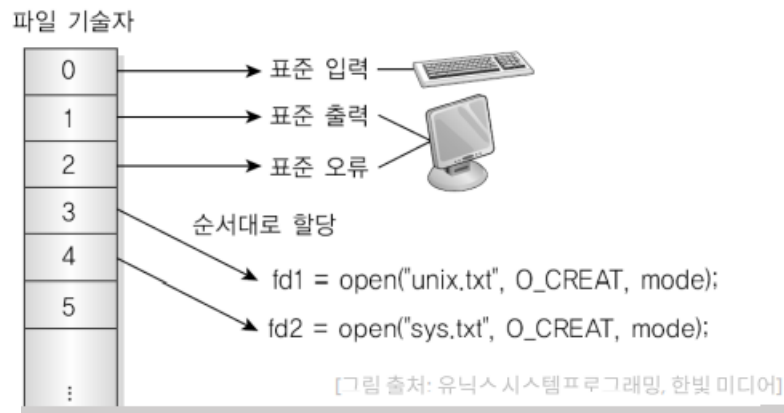 파일 기술자
0 표준 입력
1 표준 출력
2 표준 오류
3
순서대로 할당
4
fd1 = open("unix.txt", O_CREAT, mode);
5
fd2 = open("sys.txt", O_CREAT, mode);
⋮
[그림 출처: 유닉스 시스템 프로그래밍, 한빛 미디어]